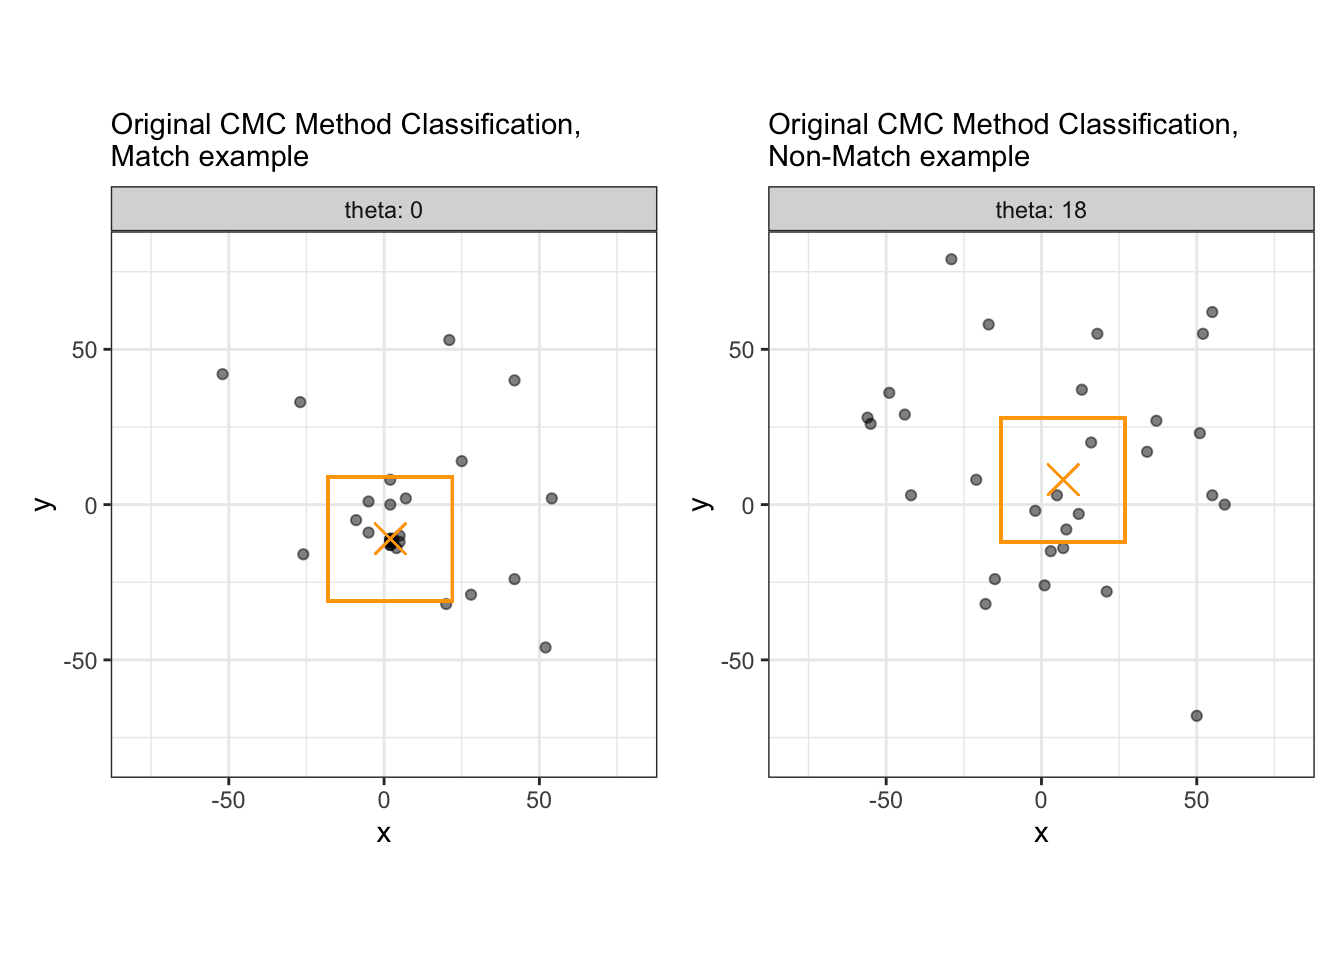 Original CMC Method Classification,
Match example
theta: 0
y
50
0
-50
-50
0
50
x
Original CMC Method Classification,
Non-Match example
theta: 18
y
50
0
-50
-50
0
50
x